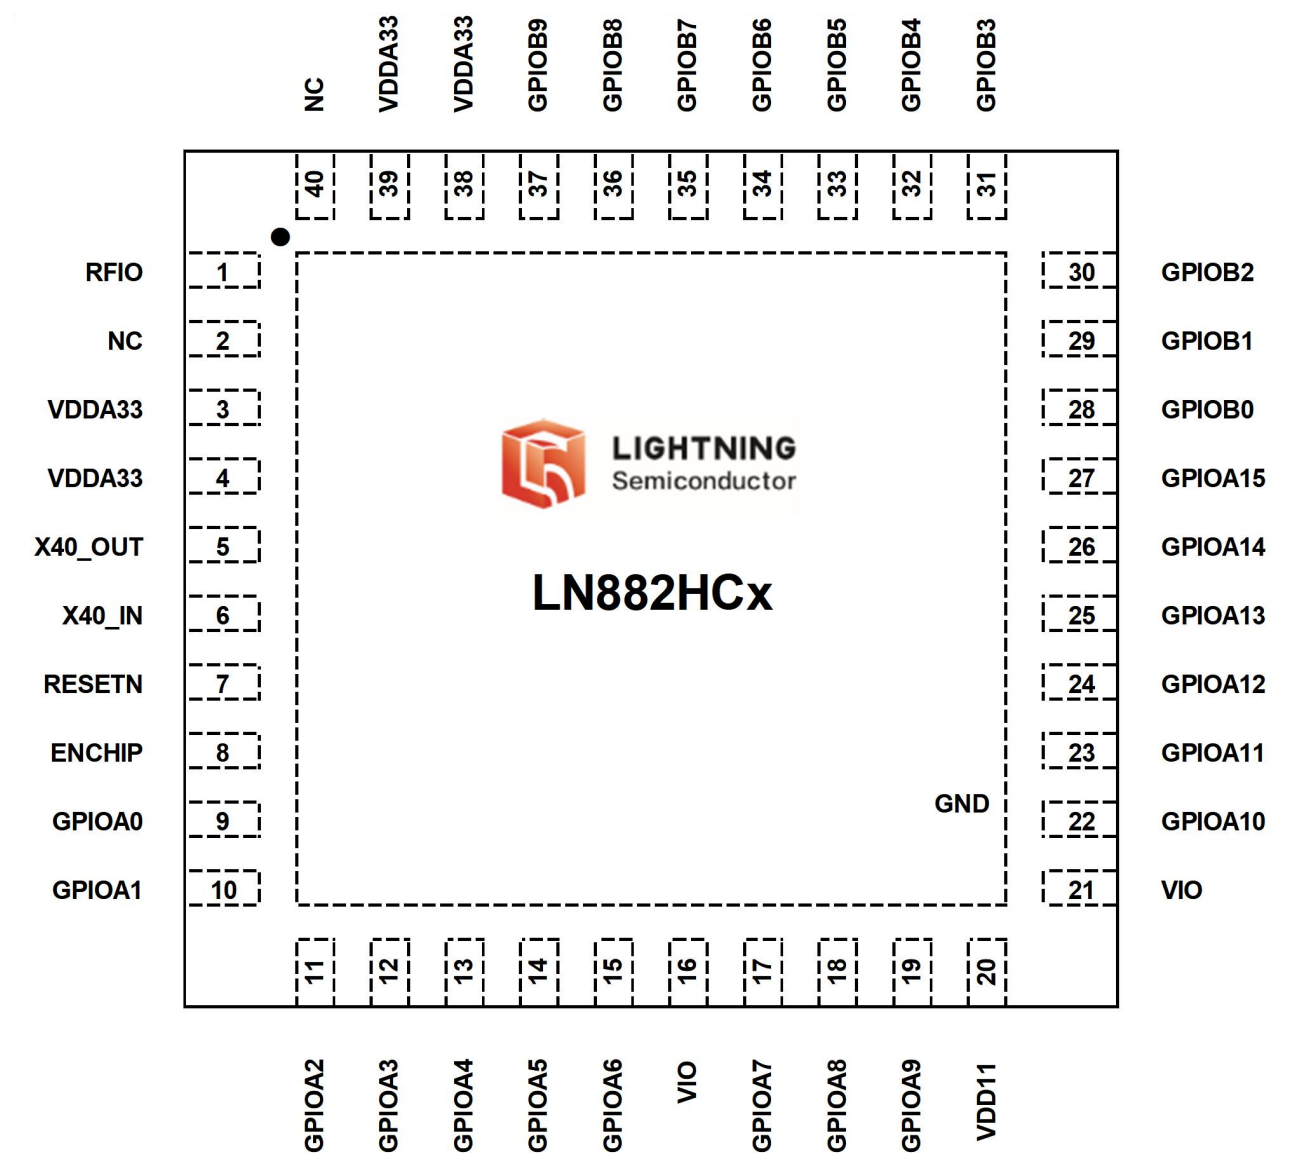 NC VDDA33 VDDA33 GPIOB9 GPIOB8 GPIOB7 GPIOB6 GPIOB5 GPIOB4 GPIOB3
40 39 38 37 36 35 34 33 32 31
RFIO 1 30 GPIOB2
NC 2 29 GPIOB1
VDDA33 3 28 GPIOB0
LIGHTNING
VDDA33 4 27 GPIOA15
Semiconductor
X40_OUT 5 26 GPIOA14
LN882HCx
X40_IN 6 25 GPIOA13
RESETN 7 24 GPIOA12
ENCHIP 8 23 GPIOA11
GND
GPIOA0 9 22 GPIOA10
GPIOA1 10 21 VIO
11 12 13 14 15 16 17 18 19 20
GPIOA2 GPIOA3 GPIOA4 GPIOA5 GPIOA6 VIO GPIOA7 GPIOA8 GPIOA9 VDD11